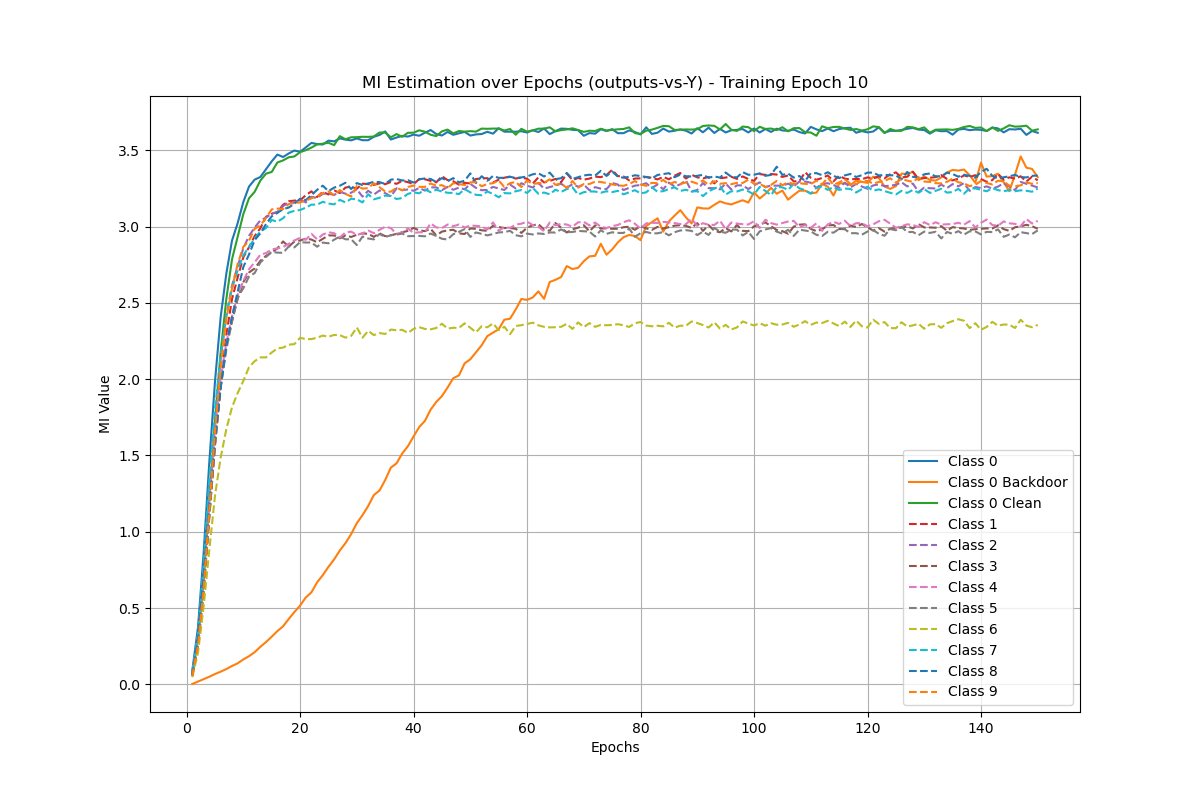 MI Estimation over Epochs (outputs-vs-Y) - Training Epoch 10
MI Value
3.5
3.0
2.5
2.0
1.5
1.0
0.5
0.0
0 20 40 60 80 100 120 140
Epochs
Class 0
Class 0 Backdoor
Class 0 Clean
Class 1
Class 2
Class 3
Class 4
Class 5
Class 6
Class 7
Class 8
Class 9